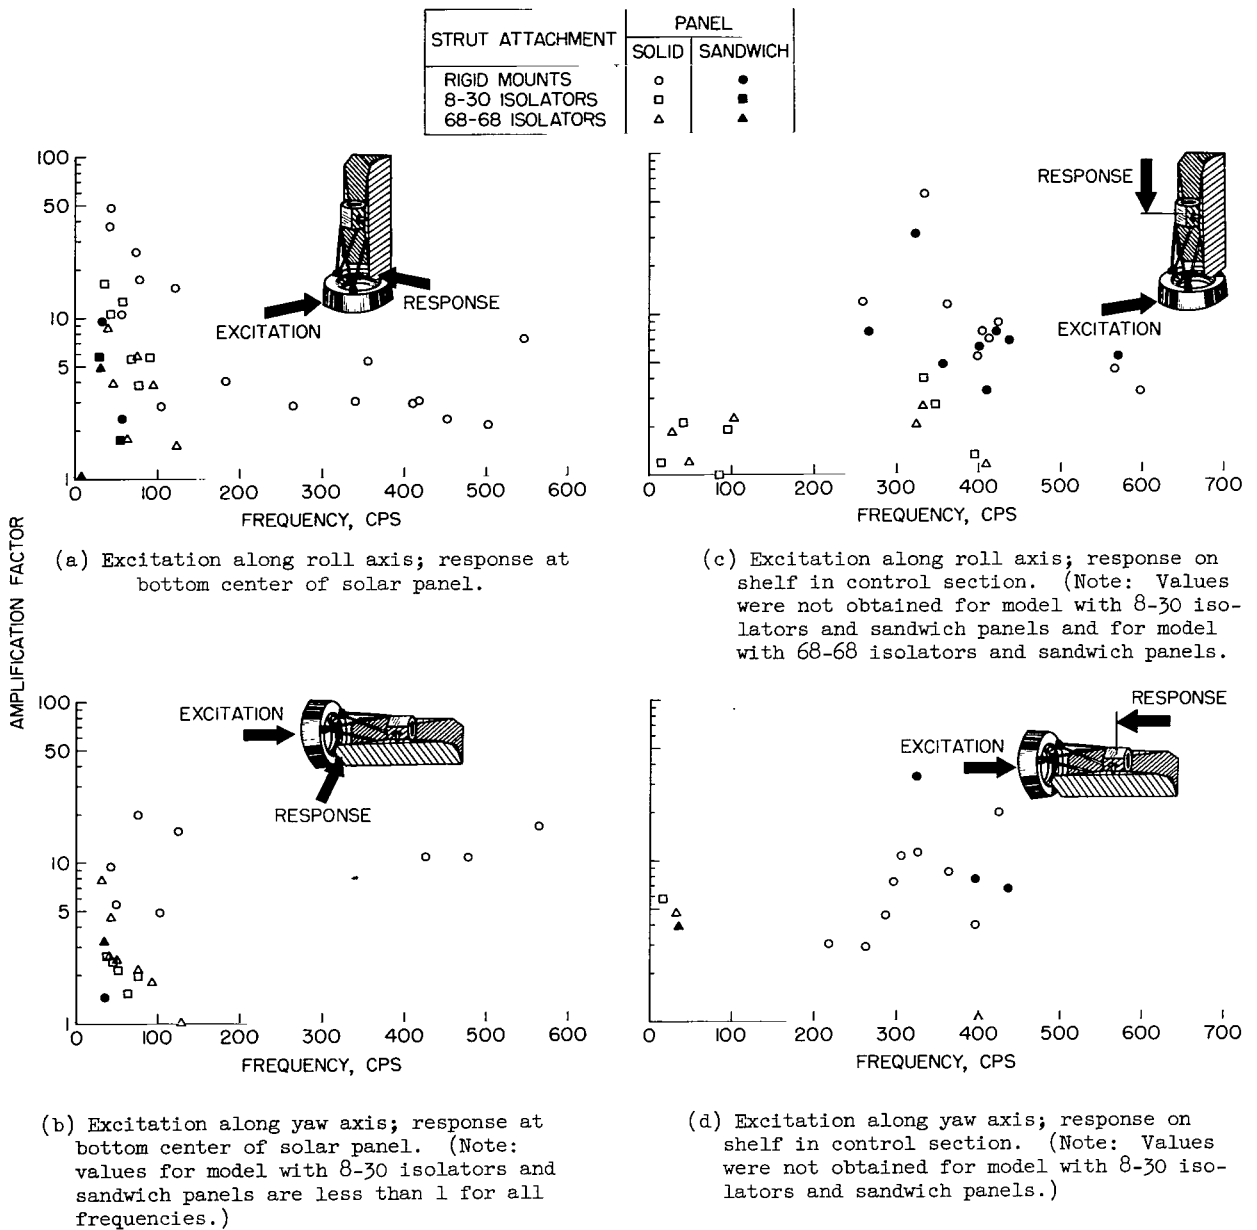 STRUT ATTACHMENT PANEL
SOLID SANDWICH
RIGID MOUNTS
8-30 ISOLATORS
68-68 ISOLATORS
AMPLIFICATION FACTOR
100
50
10
5
1
EXCITATION
RESPONSE
0 100 200 300 400 500 600
FREQUENCY, CPS
(a) Excitation along roll axis; response at
bottom center of solar panel.
RESPONSE
EXCITATION
0 100 200 300 400 500 600 700
FREQUENCY, CPS
(c) Excitation along roll axis; response on
shelf in control section. (Note: Values
were not obtained for model with 8-30 iso-
lators and sandwich panels and for model
with 68-68 isolators and sandwich panels.
100
50
10
5
1
EXCITATION
RESPONSE
0 100 200 300 400 500 600
FREQUENCY, CPS
(b) Excitation along yaw axis; response at
bottom center of solar panel. (Note:
values for model with 8-30 isolators and
sandwich panels are less than 1 for all
frequencies.)
RESPONSE
EXCITATION
0 100 200 300 400 500 600 700
FREQUENCY, CPS
(d) Excitation along yaw axis; response on
shelf in control section. (Note: Values
were not obtained for model with 8-30 iso-
lators and sandwich panels.)